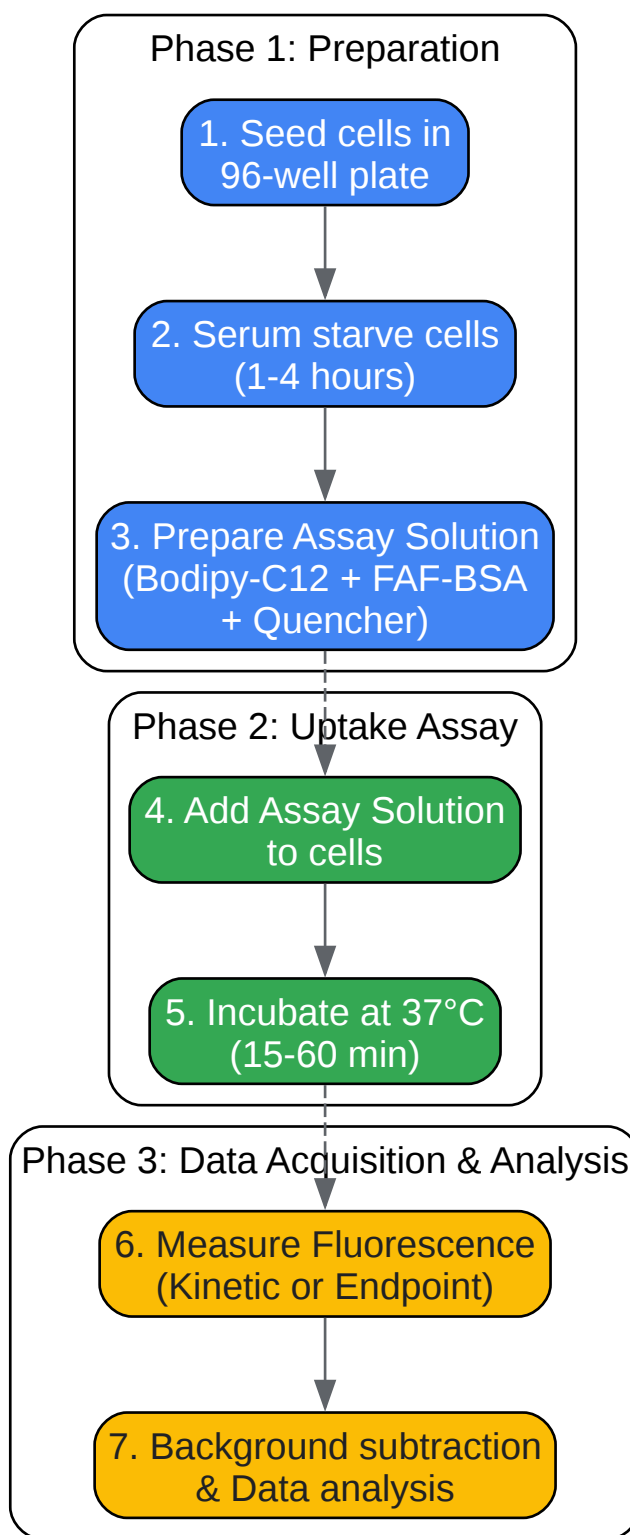 Phase 1: Preparation
1. Seed cells in
96-well plate
2. Serum starve cells
(1-4 hours)
3. Prepare Assay Solution
(Bodipy-C12 + FAF-BSA
+ Quencher)
Phase 2: Uptake Assay
4. Add Assay Solution
to cells
5. Incubate at 37°C
(15-60 min)
Phase 3: Data Acquisition & Analysis
6. Measure Fluorescence
(Kinetic or Endpoint)
7. Background subtraction
& Data analysis